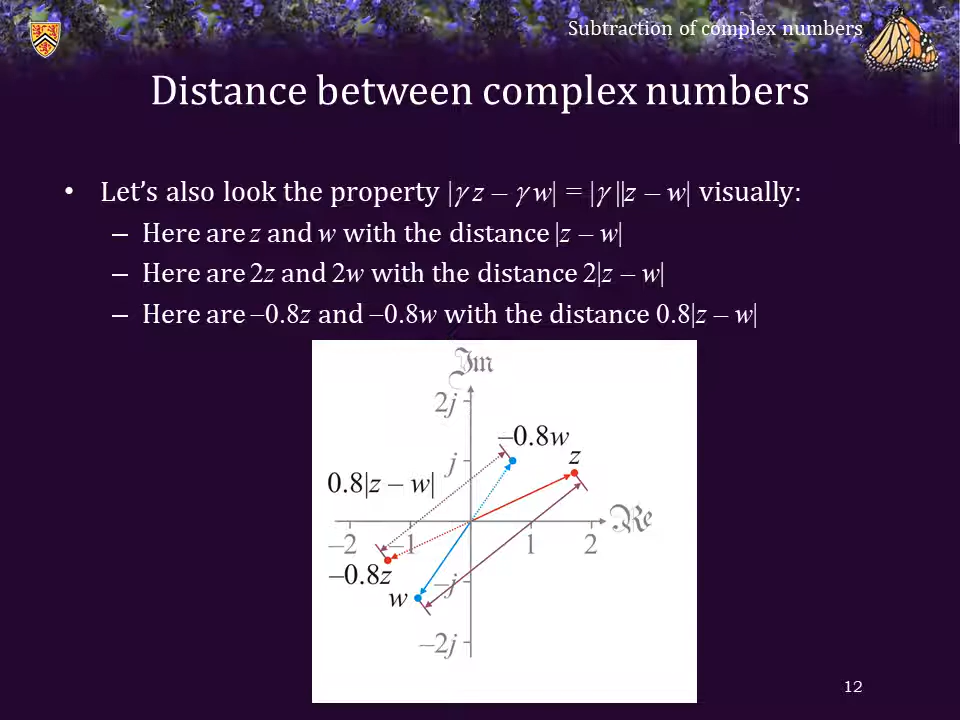 Subtraction of complex numbers
Distance between complex numbers
• Let’s also look the property |γ z – γ w| = |γ ||z – w| visually:
– Here are z and w with the distance |z – w|
– Here are 2z and 2w with the distance 2|z – w|
– Here are –0.8z and –0.8w with the distance 0.8|z – w|
ℑm
2j
–0.8w
z
j
0.8|z – w|
ℜe
–2
–1
1
2
–0.8z
–j
w
–2j
12